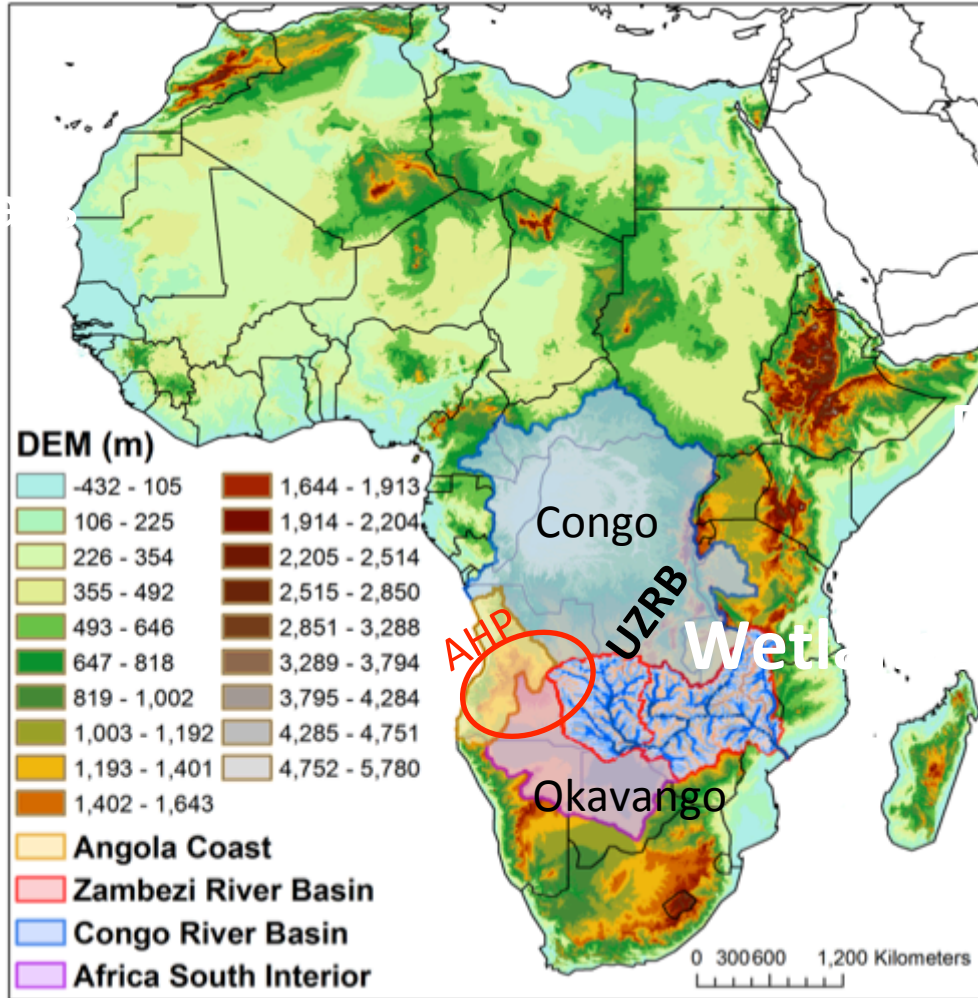 DEM (m)
-432 - 105
106 - 225
226 - 354
355 - 492
493 - 646
647 - 818
819 - 1,002
1,003 - 1,192
1,193 - 1,401
1,402 - 1,643
1,644 - 1,913
1,914 - 2,204
2,205 - 2,514
2,515 - 2,850
2,851 - 3,288
3,289 - 3,794
3,795 - 4,284
4,285 - 4,751
4,752 - 5,780
Angola Coast
Zambezi River Basin
Congo River Basin
Africa South Interior
Congo
UZRB
AHP
Okavango
0 300600 1,200 Kilometers